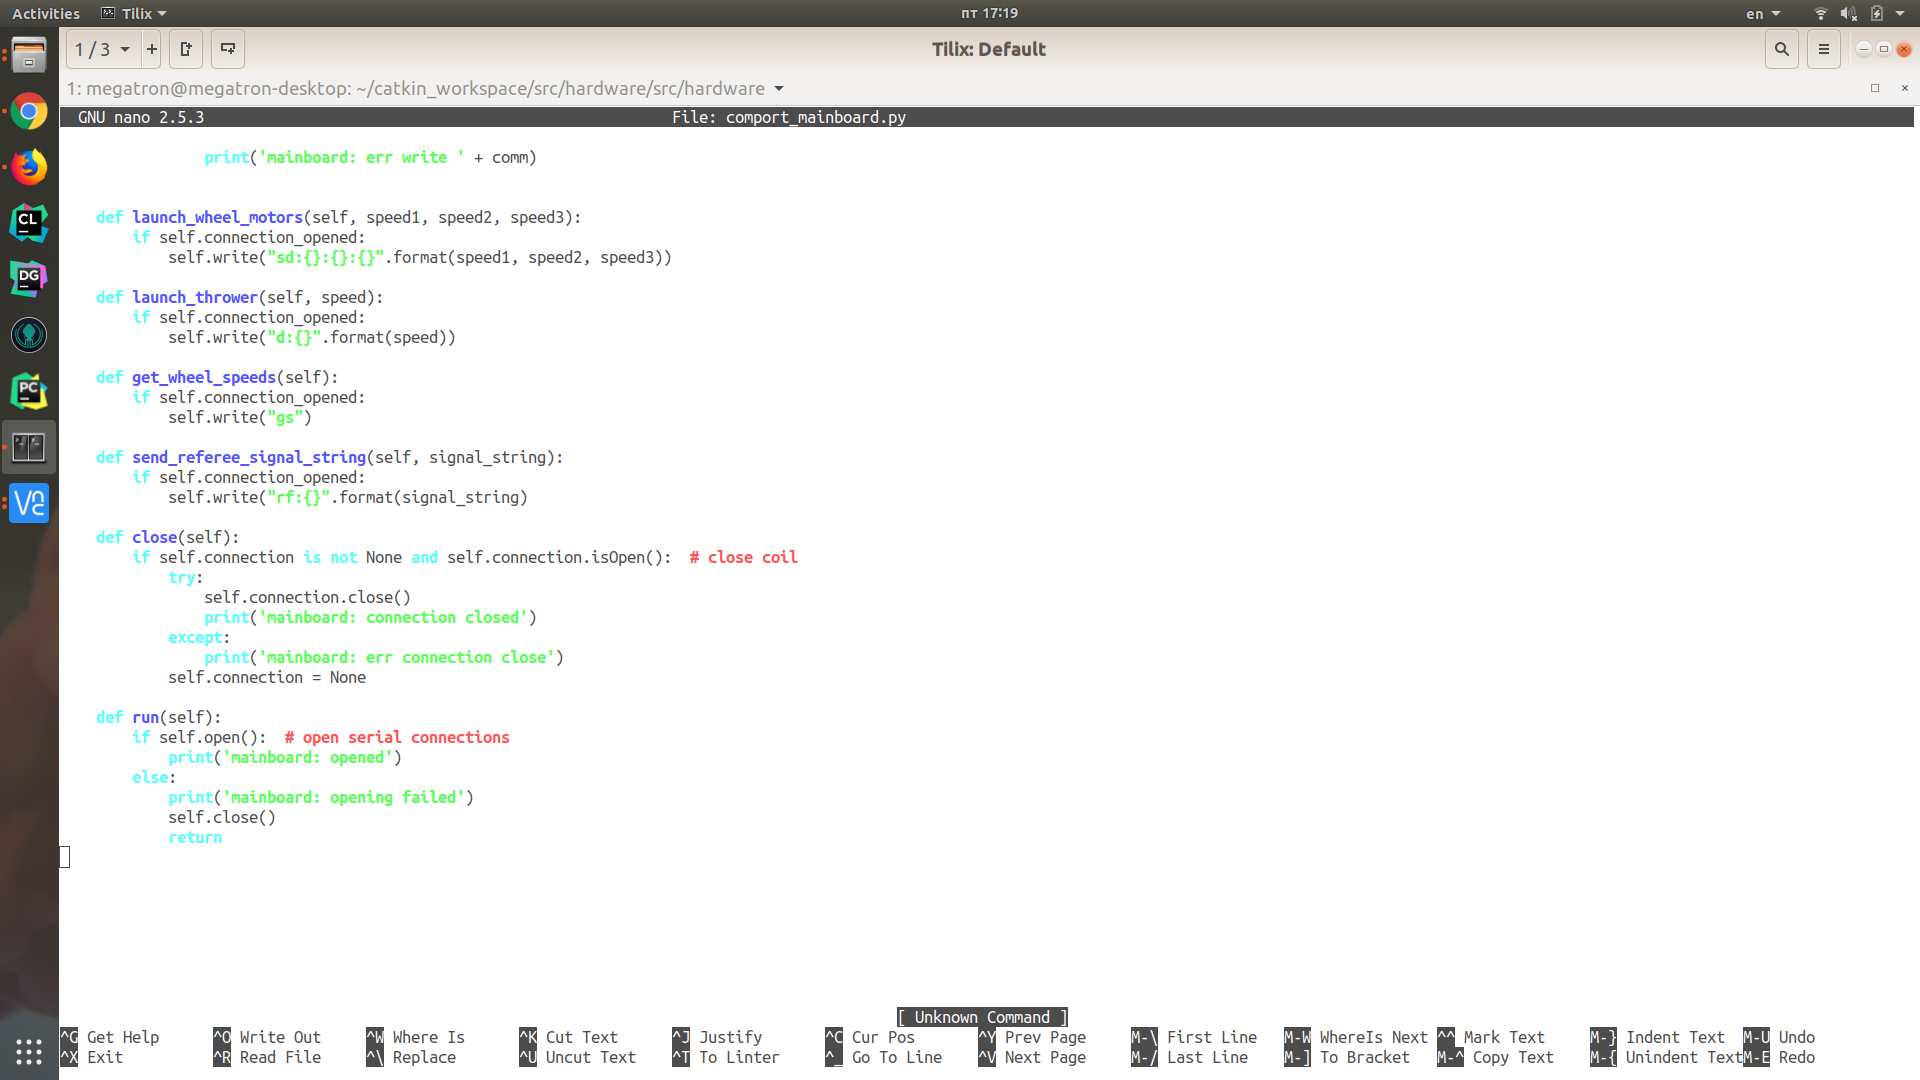 Activities Tilix пт 17:19 en
1 / 3 + Tilix: Default
1: megatron@megatron-desktop: ~/catkin_workspace/src/hardware/src/hardware
GNU nano 2.5.3 File: comport_mainboard.py
print('mainboard: err write ' + comm)
def launch_wheel_motors(self, speed1, speed2, speed3):
if self.connection_opened:
self.write("sd:{}:{}:{}".format(speed1, speed2, speed3))
def launch_thrower(self, speed):
if self.connection_opened:
self.write("d:{}".format(speed))
def get_wheel_speeds(self):
if self.connection_opened:
self.write("gs")
def send_referee_signal_string(self, signal_string):
if self.connection_opened:
self.write("rf:{}".format(signal_string)
def close(self):
if self.connection is not None and self.connection.isOpen():  # close coil
try:
self.connection.close()
print('mainboard: connection closed')
except:
print('mainboard: err connection close')
self.connection = None
def run(self):
if self.open():  # open serial connections
print('mainboard: opened')
else:
print('mainboard: opening failed')
self.close()
return
[ Unknown Command ]
^G Get Help ^O Write Out ^W Where Is ^K Cut Text ^J Justify ^C Cur Pos ^Y Prev Page M-\ First Line M-W WhereIs Next ^^ Mark Text M-} Indent Text M-U Undo
^X Exit ^R Read File ^\ Replace ^U Uncut Text ^T To Linter ^_ Go To Line ^V Next Page M-/ Last Line M-] To Bracket M-^ Copy Text M-{ Unindent Text M-E Redo
CL
DG
PC